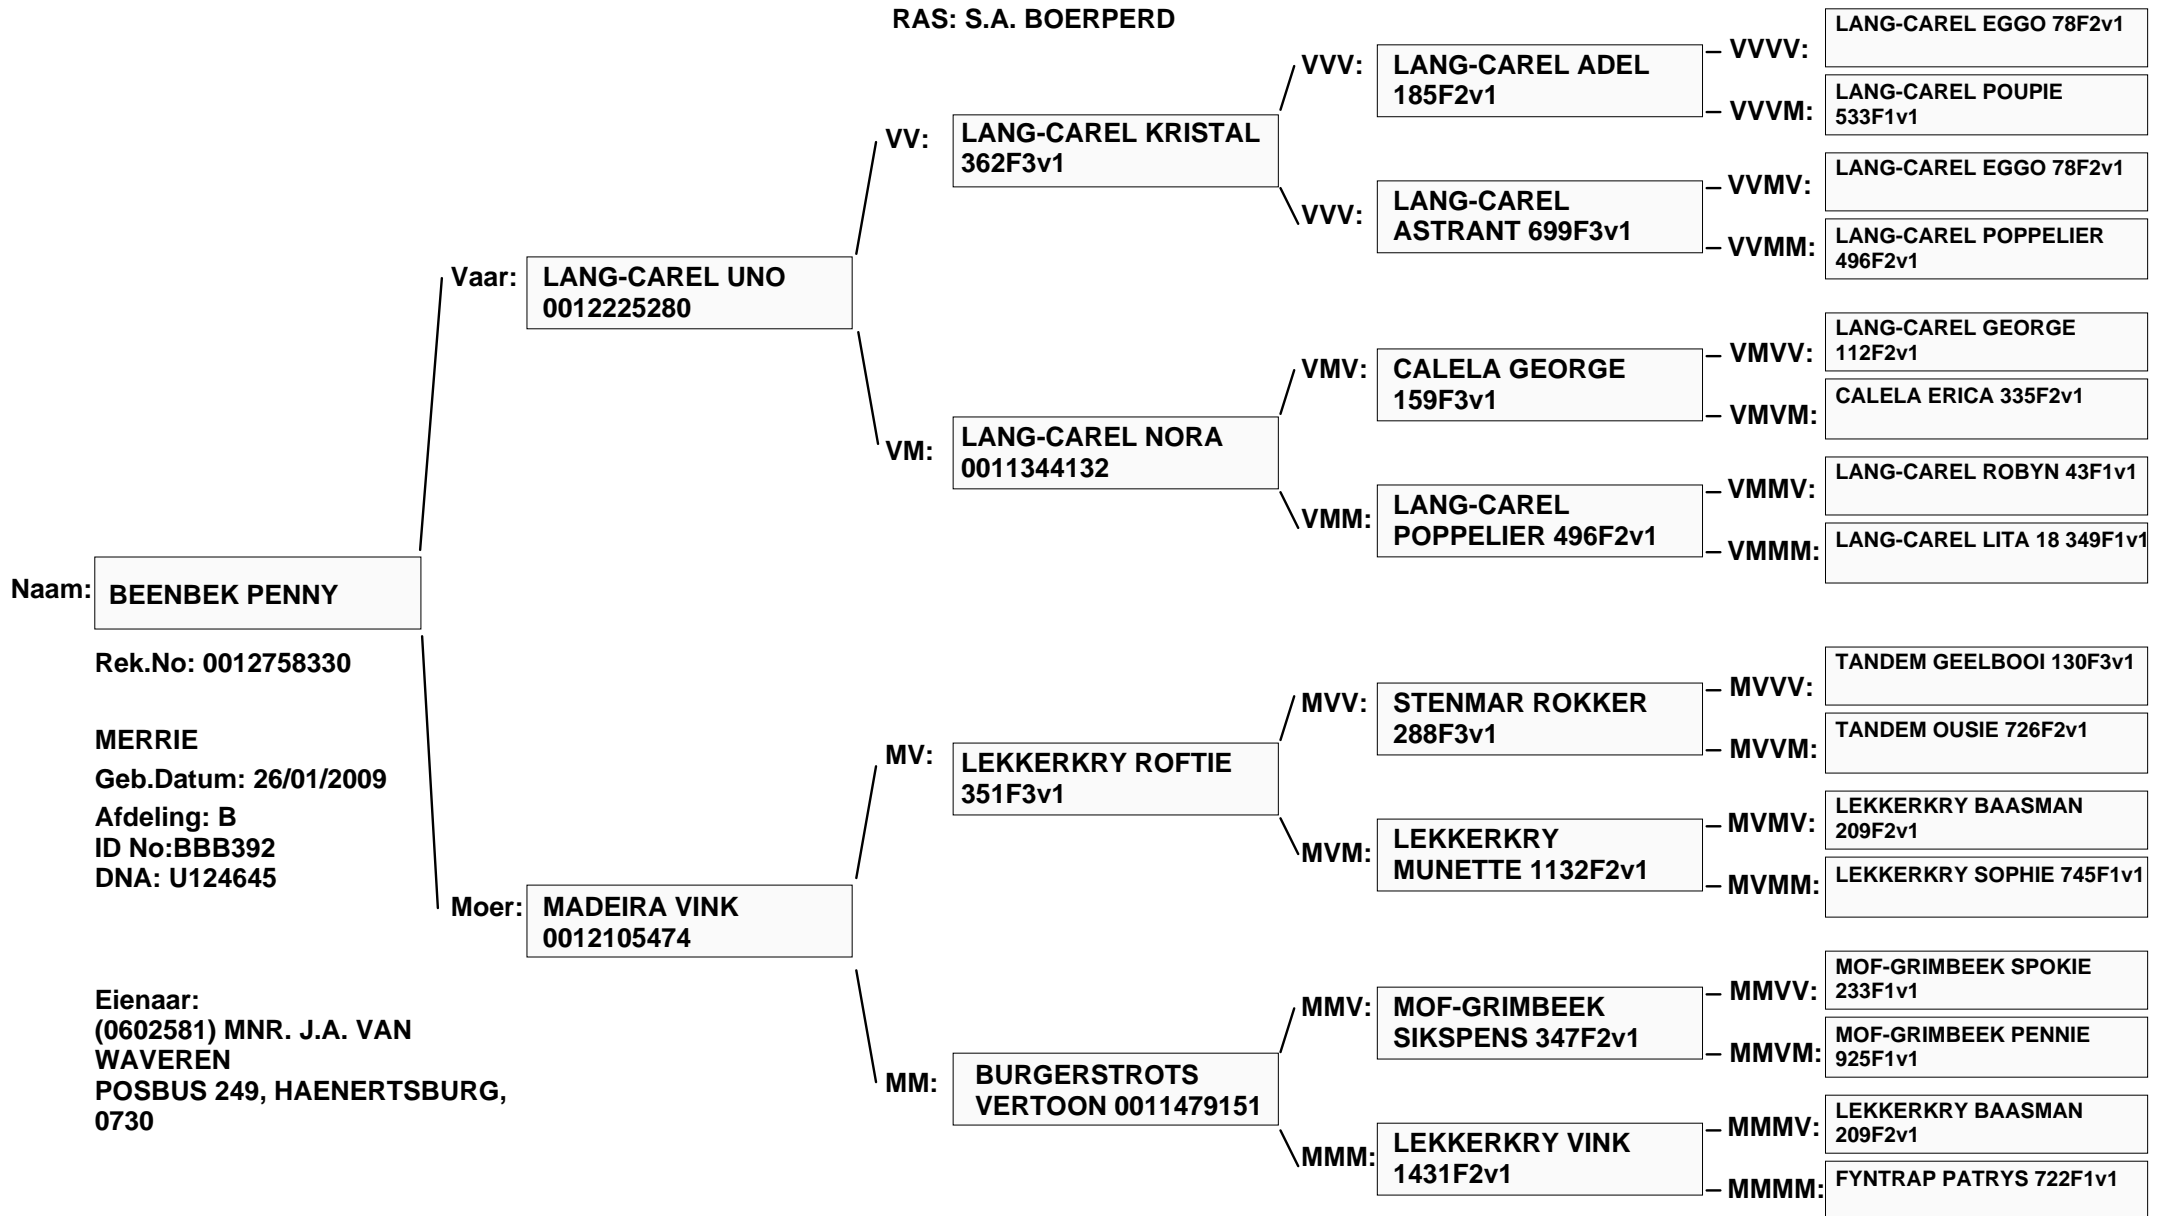 RAS: S.A. BOERPERD
Naam:
BEENBEK PENNY
Rek.No: 0012758330
MERRIE
Geb.Datum: 26/01/2009
Afdeling: B
ID No:BBB392
DNA: U124645
Eienaar:
(0602581) MNR. J.A. VAN
WAVEREN
POSBUS 249, HAENERTSBURG,
0730
Vaar:
LANG-CAREL UNO
0012225280
Moer:
MADEIRA VINK
0012105474
VV:
LANG-CAREL KRISTAL
362F3v1
VM:
LANG-CAREL NORA
0011344132
MV:
LEKKERKRY ROFTIE
351F3v1
MM:
BURGERSTROTS
VERTOON 0011479151
VVV:
LANG-CAREL ADEL
185F2v1
VVV:
LANG-CAREL
ASTRANT 699F3v1
VMV:
CALELA GEORGE
159F3v1
VMM:
LANG-CAREL
POPPELIER 496F2v1
MVV:
STENMAR ROKKER
288F3v1
MVM:
LEKKERKRY
MUNETTE 1132F2v1
MMV:
MOF-GRIMBEEK
SIKSPENS 347F2v1
MMM:
LEKKERKRY VINK
1431F2v1
VVVV:
LANG-CAREL EGGO 78F2v1
VVVM:
LANG-CAREL POUPIE
533F1v1
VVMV:
LANG-CAREL EGGO 78F2v1
VVMM:
LANG-CAREL POPPELIER
496F2v1
VMVV:
LANG-CAREL GEORGE
112F2v1
VMVM:
CALELA ERICA 335F2v1
VMMV:
LANG-CAREL ROBYN 43F1v1
VMMM:
LANG-CAREL LITA 18 349F1v1
MVVV:
TANDEM GEELBOOI 130F3v1
MVVM:
TANDEM OUSIE 726F2v1
MVMV:
LEKKERKRY BAASMAN
209F2v1
MVMM:
LEKKERKRY SOPHIE 745F1v1
MMVV:
MOF-GRIMBEEK SPOKIE
233F1v1
MMVM:
MOF-GRIMBEEK PENNIE
925F1v1
MMMV:
LEKKERKRY BAASMAN
209F2v1
MMMM:
FYNTRAP PATRYS 722F1v1